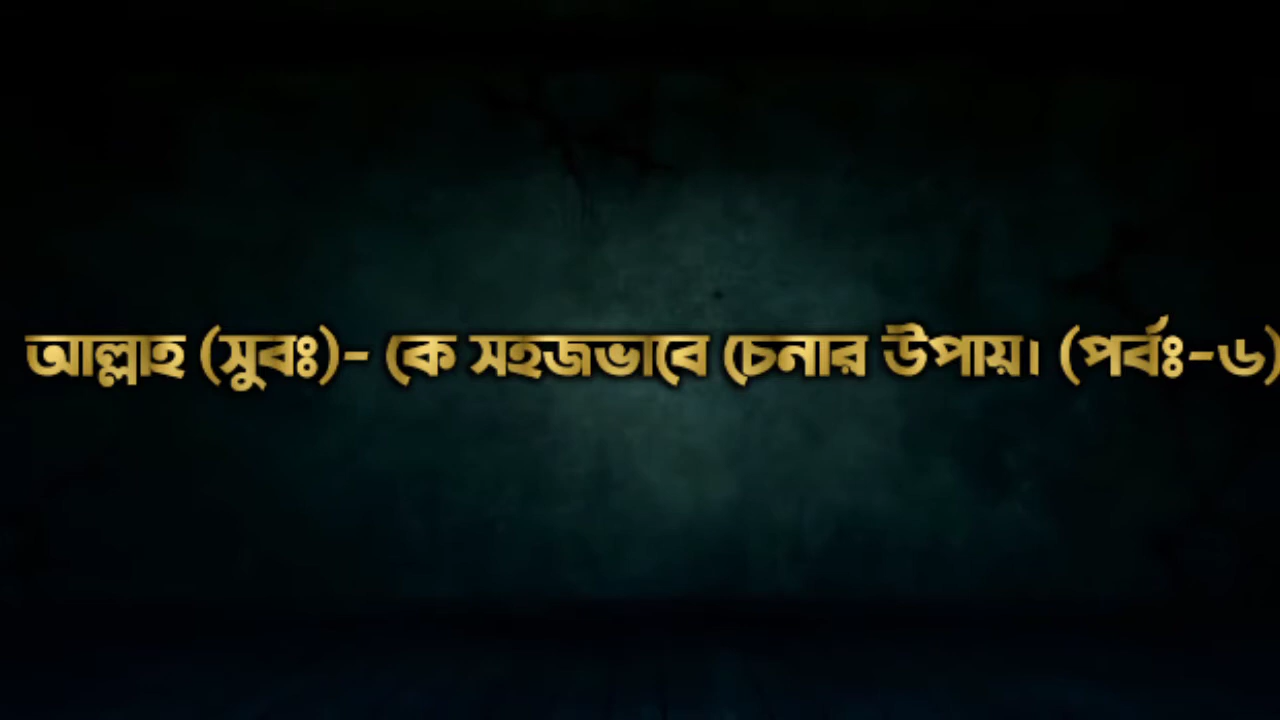 আল্লাহ (সুবঃ)- কে সহজভাবে চেনার উপায়। (পর্বঃ-৬)